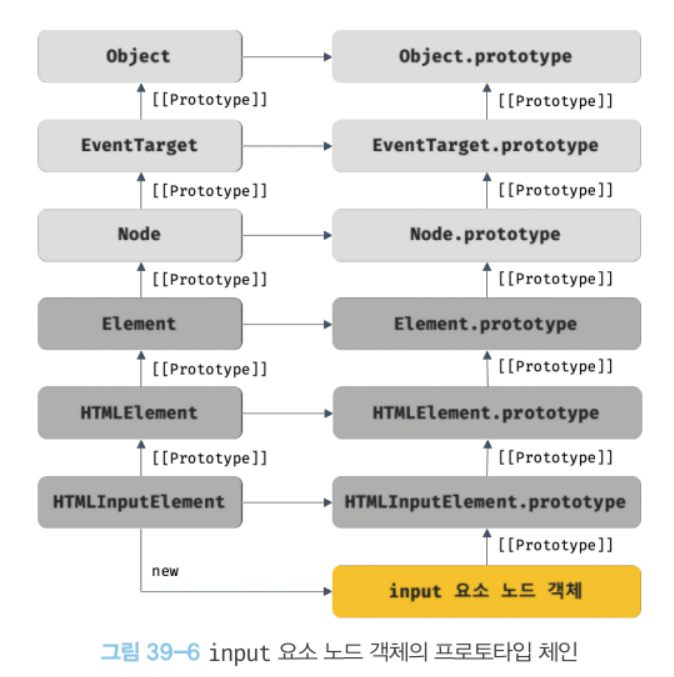 Object
Object.prototype
[[Prototype]]
[[Prototype]]
EventTarget
EventTarget.prototype
[[Prototype]]
[[Prototype]]
Node
Node.prototype
[[Prototype]]
[[Prototype]]
Element
Element.prototype
[[Prototype]]
[[Prototype]]
HTMLElement
HTMLElement.prototype
[[Prototype]]
[[Prototype]]
HTMLInputElement
HTMLInputElement.prototype
[[Prototype]]
new
input 요소 노드 객체
그림 39-6 input 요소 노드 객체의 프로토타입 체인